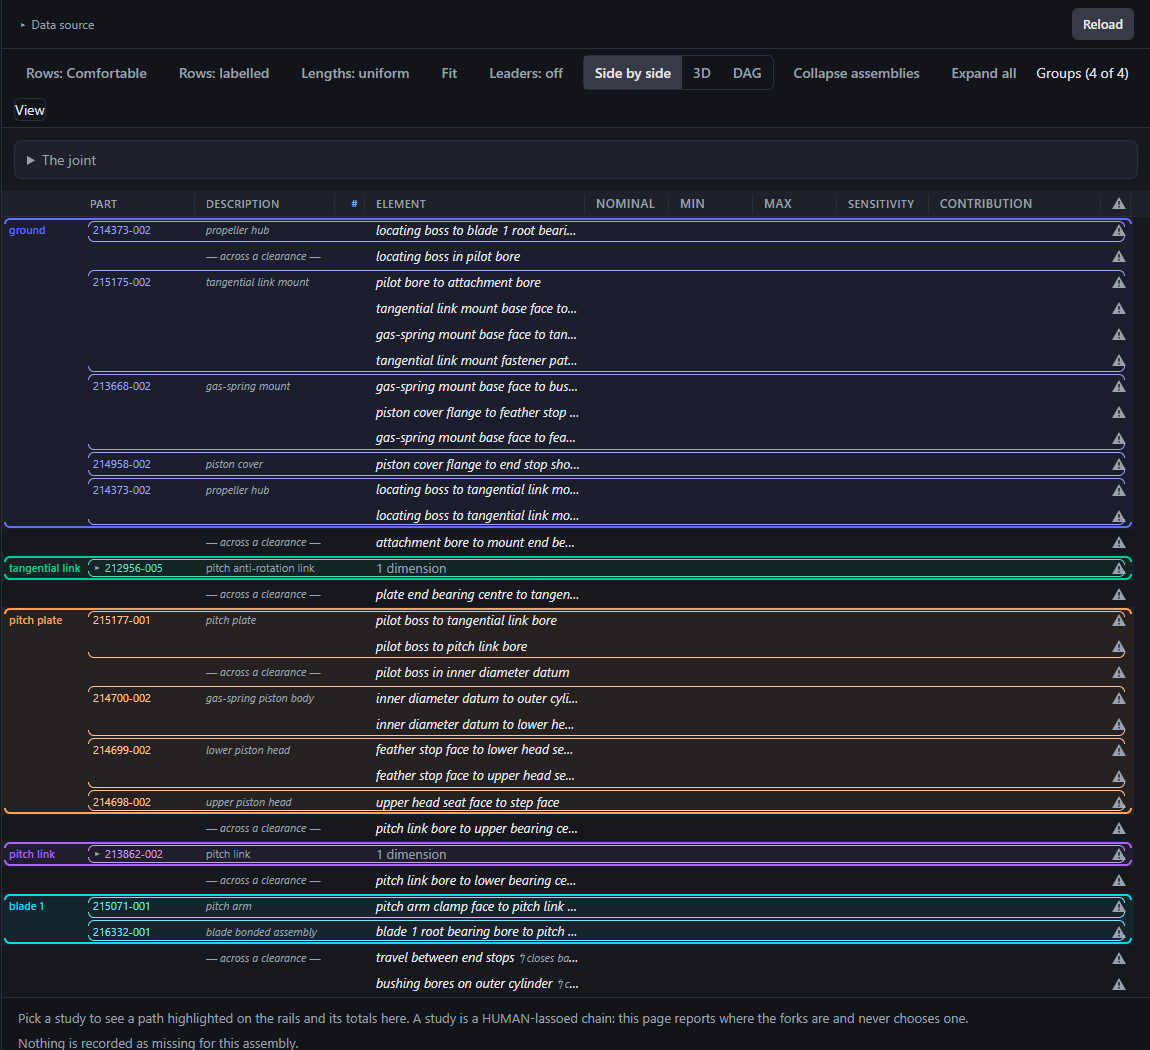 Data source
Reload
Rows: Comfortable Rows: labelled Lengths: uniform Fit Leaders: off Side by side 3D DAG Collapse assemblies Expand all Groups (4 of 4)
View
The joint
PART DESCRIPTION # ELEMENT NOMINAL MIN MAX SENSITIVITY CONTRIBUTION
ground 214373-002 propeller hub locating boss to blade 1 root beari...
— across a clearance — locating boss in pilot bore
215175-002 tangential link mount pilot bore to attachment bore
tangential link mount base face to...
gas-spring mount base face to tan...
tangential link mount fastener pat...
213668-002 gas-spring mount gas-spring mount base face to bus...
piston cover flange to feather stop ...
gas-spring mount base face to fea...
214958-002 piston cover piston cover flange to end stop sho...
214373-002 propeller hub locating boss to tangential link mo...
locating boss to tangential link mo...
— across a clearance — attachment bore to mount end be...
tangential link 212956-005 pitch anti-rotation link 1 dimension
— across a clearance — plate end bearing centre to tangen...
pitch plate 215177-001 pitch plate pilot boss to tangential link bore
pilot boss to pitch link bore
— across a clearance — pilot boss in inner diameter datum
214700-002 gas-spring piston body inner diameter datum to outer cyli...
inner diameter datum to lower he...
214699-002 lower piston head feather stop face to lower head se...
feather stop face to upper head se...
214698-002 upper piston head upper head seat face to step face
— across a clearance — pitch link bore to upper bearing ce...
pitch link 213862-002 pitch link 1 dimension
— across a clearance — pitch link bore to lower bearing ce...
blade 1 215071-001 pitch arm pitch arm clamp face to pitch link ...
216332-001 blade bonded assembly blade 1 root bearing bore to pitch ...
— across a clearance — travel between end stops ↰ closes ba...
bushing bores on outer cylinder ↰ c...
Pick a study to see a path highlighted on the rails and its totals here. A study is a HUMAN-lassoed chain: this page reports where the forks are and never chooses one.
Nothing is recorded as missing for this assembly.